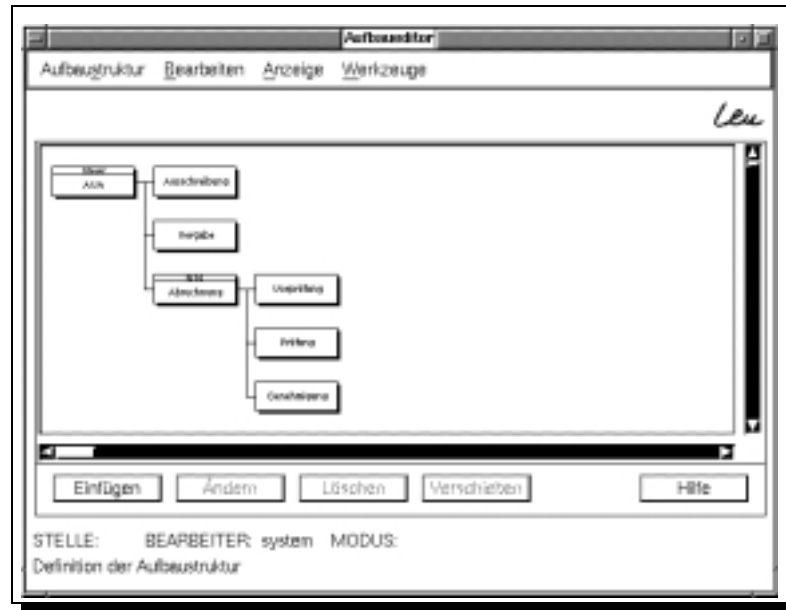 Aufbaueditor
Aufbaustruktur Bearbeiten Anzeige Werkzeuge
Leu
Ausschreibung
Vergabe
Abrechnung Vorprüfung
Prüfung
Genehmigung
Einfügen Ändern Löschen Verschieben Hilfe
STELLE: BEARBEITER: system MODUS:
Definition der Aufbaustruktur